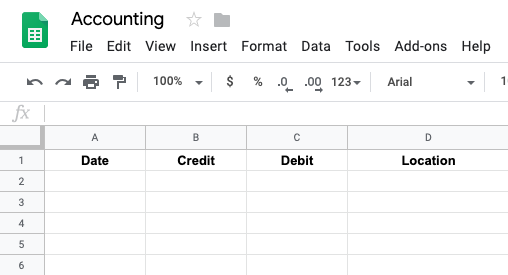 Accounting
File Edit View Insert Format Data Tools Add-ons Help
100% $ % .0 .00 123 Arial
fx
A B C D
1 Date Credit Debit Location
2
3
4
5
6